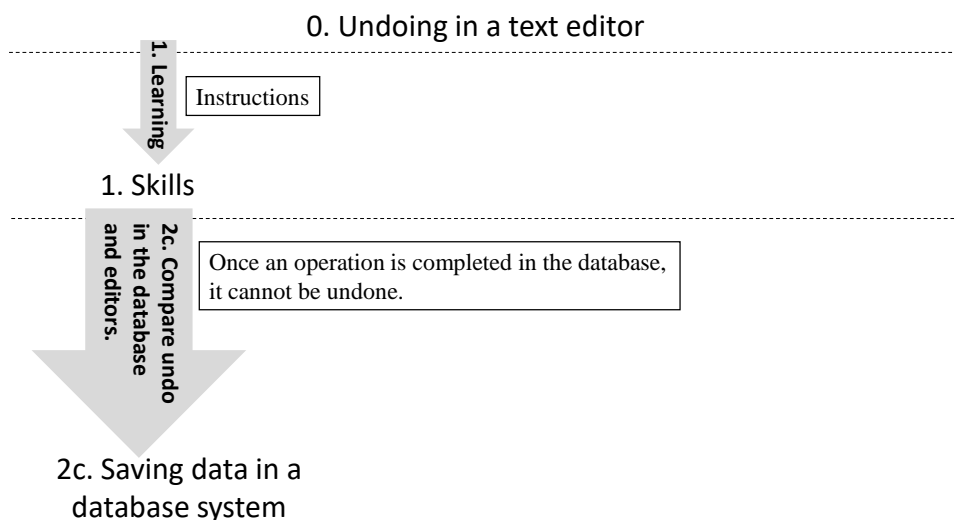 0. Undoing in a text editor
1. Learning
Instructions
1. Skills
2c. Compare undo
in the database
and editors.
Once an operation is completed in the database,
it cannot be undone.
2c. Saving data in a
database system